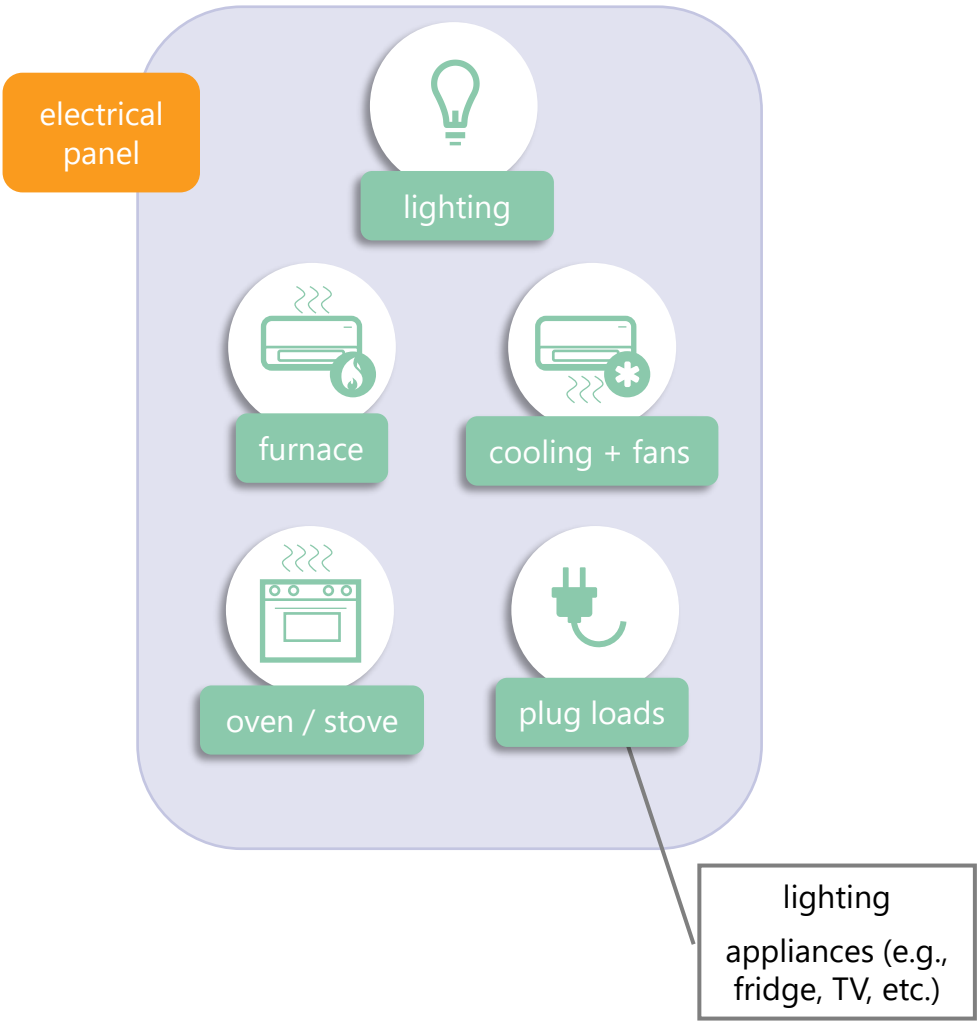 electrical
panel
lighting
furnace
cooling + fans
oven / stove
plug loads
lighting
appliances (e.g.,
fridge, TV, etc.)